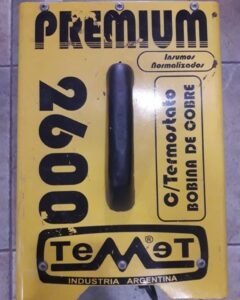 PREMIUM
Insumos
Normalizados
2600
C/Termostato
BOBINA DE COBRE
TEMET®
INDUSTRIA ARGENTINA